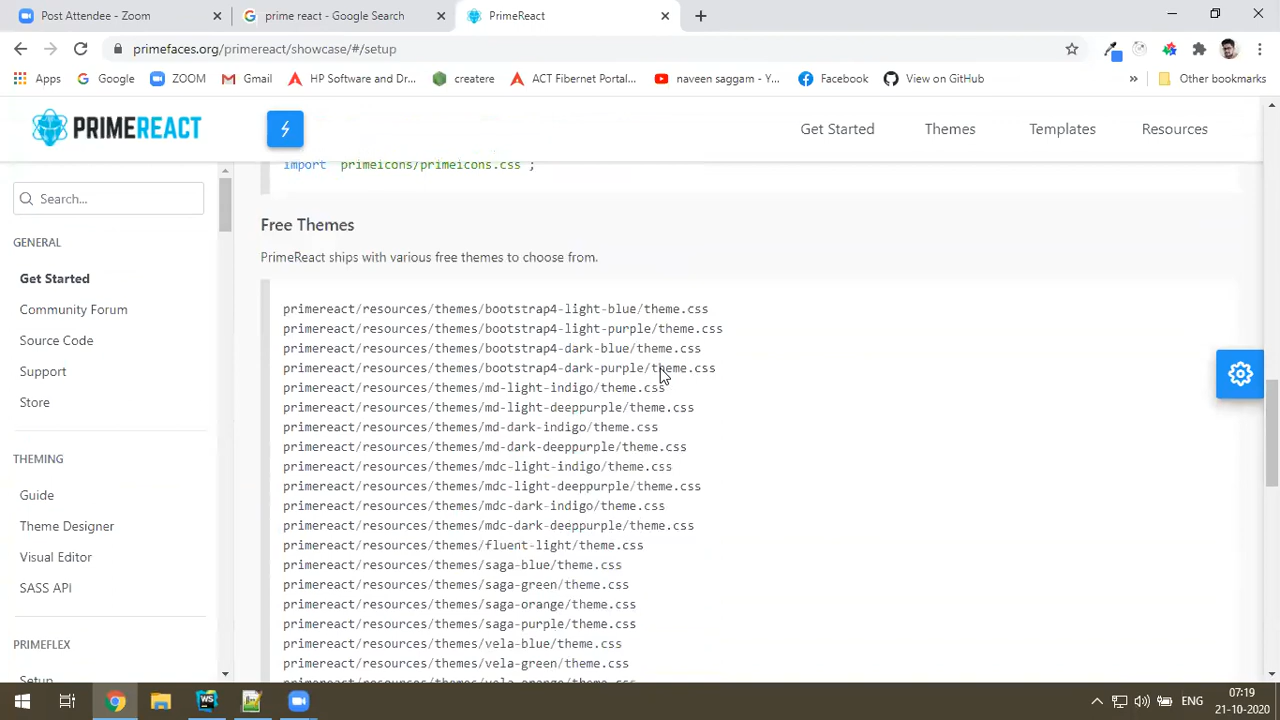 Post Attendee - Zoom
prime react - Google Search
PrimeReact
primefaces.org/primereact/showcase/#/setup
Apps
Google
ZOOM
Gmail
HP Software and Dr...
createre
ACT Fibernet Portal...
naveen saggam - Y...
Facebook
View on GitHub
»
Other bookmarks
PRIMEREACT
Get Started
Themes
Templates
Resources
import 'primeicons/primeicons.css';
Search...
GENERAL
Get Started
Community Forum
Source Code
Support
Store
THEMING
Guide
Theme Designer
Visual Editor
SASS API
PRIMEFLEX
Setup
Free Themes
PrimeReact ships with various free themes to choose from.
primereact/resources/themes/bootstrap4-light-blue/theme.css
primereact/resources/themes/bootstrap4-light-purple/theme.css
primereact/resources/themes/bootstrap4-dark-blue/theme.css
primereact/resources/themes/bootstrap4-dark-purple/theme.css
primereact/resources/themes/md-light-indigo/theme.css
primereact/resources/themes/md-light-deeppurple/theme.css
primereact/resources/themes/md-dark-indigo/theme.css
primereact/resources/themes/md-dark-deeppurple/theme.css
primereact/resources/themes/mdc-light-indigo/theme.css
primereact/resources/themes/mdc-light-deeppurple/theme.css
primereact/resources/themes/mdc-dark-indigo/theme.css
primereact/resources/themes/mdc-dark-deeppurple/theme.css
primereact/resources/themes/fluent-light/theme.css
primereact/resources/themes/saga-blue/theme.css
primereact/resources/themes/saga-green/theme.css
primereact/resources/themes/saga-orange/theme.css
primereact/resources/themes/saga-purple/theme.css
primereact/resources/themes/vela-blue/theme.css
primereact/resources/themes/vela-green/theme.css
primereact/resources/themes/vela-orange/theme.css
ENG
07:19
21-10-2020